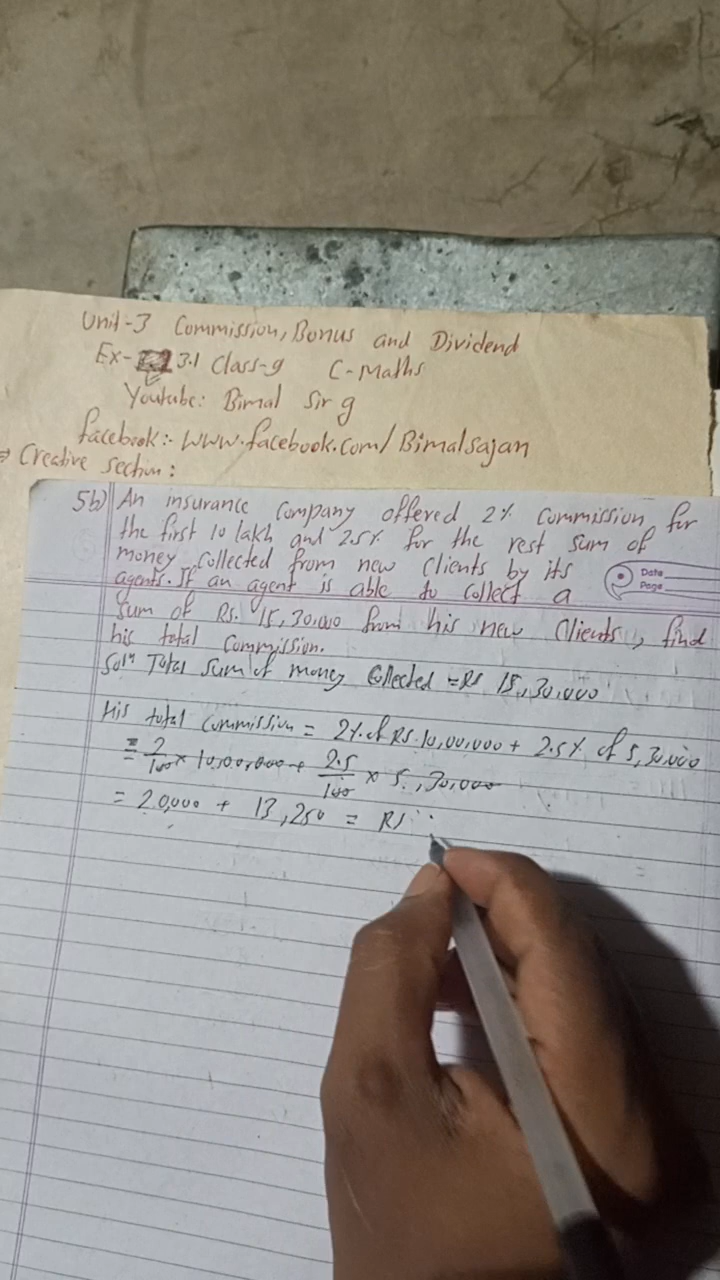 Unit-3 Commission, Bonus and Dividend
Ex- 3.1 Class-9 C-Maths
Youtube: Bimal Sir g
facebook:- www.facebook.com/Bimalsajan
⇒ Creative section:
5b) An insurance Company offered 2% Commission for
the first 10 lakh and 2.5% for the rest sum of
money collected from new clients by its
agents. If an agent is able to collect a
Date
Page
sum of Rs. 15,30,000 from his new clients, find
his total Commission.
Solⁿ Total sum of money collected = Rs 15,30,000
His total commission = 2% of Rs. 10,00,000 + 2.5% of 5,30,000
= 2/100 × 10,00,000 + 2.5/100 × 5,30,000
= 20,000 + 13,250 = Rs